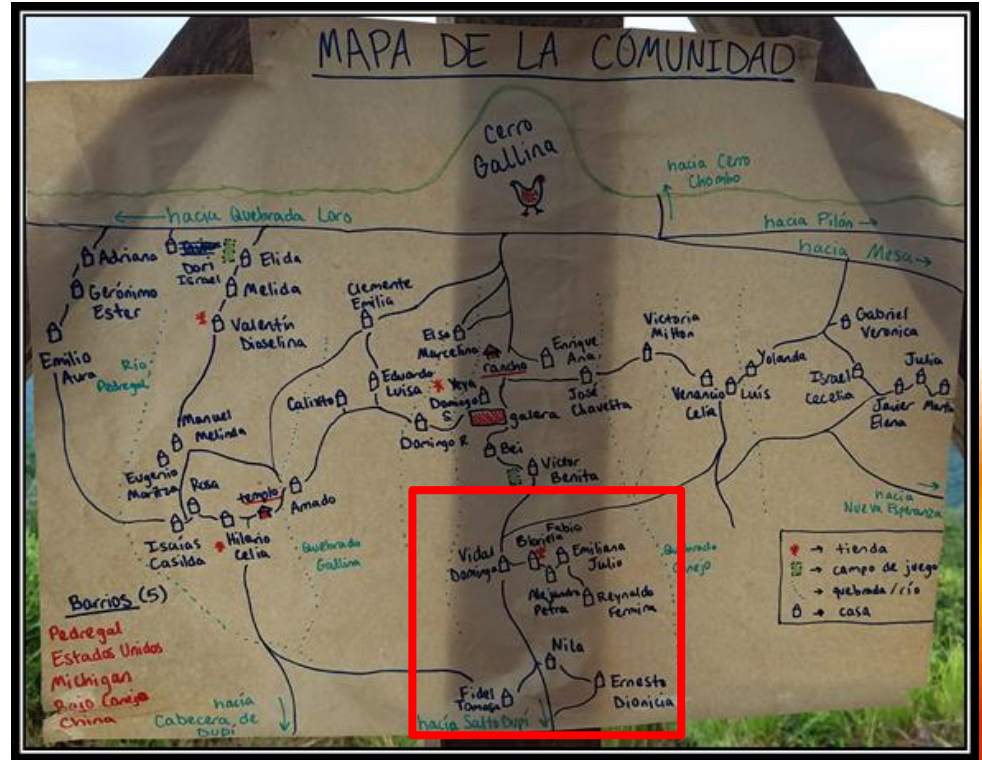 MAPA DE LA COMUNIDAD
Cerro
Gallina
hacia Cerro
Chombo
← hacia Quebrada Loro
hacia Pilón →
hacia Mesa →
Adriana
Dori
Israel
Elida
Gerónimo
Ester
Melida
Clemente
Emilia
Valentín
Dioselina
Emilio
Aura
Río
Pedregal
Elso
Marcelino
rancho
Enrique
Ana
Victoria
Milton
Gabriel
Veronica
Yolanda
Luís
Julia
Israel
Cecelia
Eduardo
Luisa
Yeya
Domingo
S
José
Chavelita
Venancio
Celia
Javier
Elena
Marta
Calixto
Domingo R
galera
Manuel
Melinda
Bei
Victor
Benita
Eugenio
Maritza
Rosa
templo
Amado
hacia
Nueva Esperanza
Isaías
Casilda
Hilario
Celia
Quebrada
Gallina
Vidal
Domingo
Fabio
Emiliana
Julio
Alejandro
Petra
Reynaldo
Fermina
Quebrada
Conejo
→ tienda
→ campo de juego
→ quebrada/río
→ casa
Barrios (5)
Pedregal
Estados Unidos
Michigan
Bajo Conejo
China
Nila
Fidel
Tomasa
Ernesto
Dionicia
hacia
Cabecera de
DUPÍ
hacía Salto Dupí